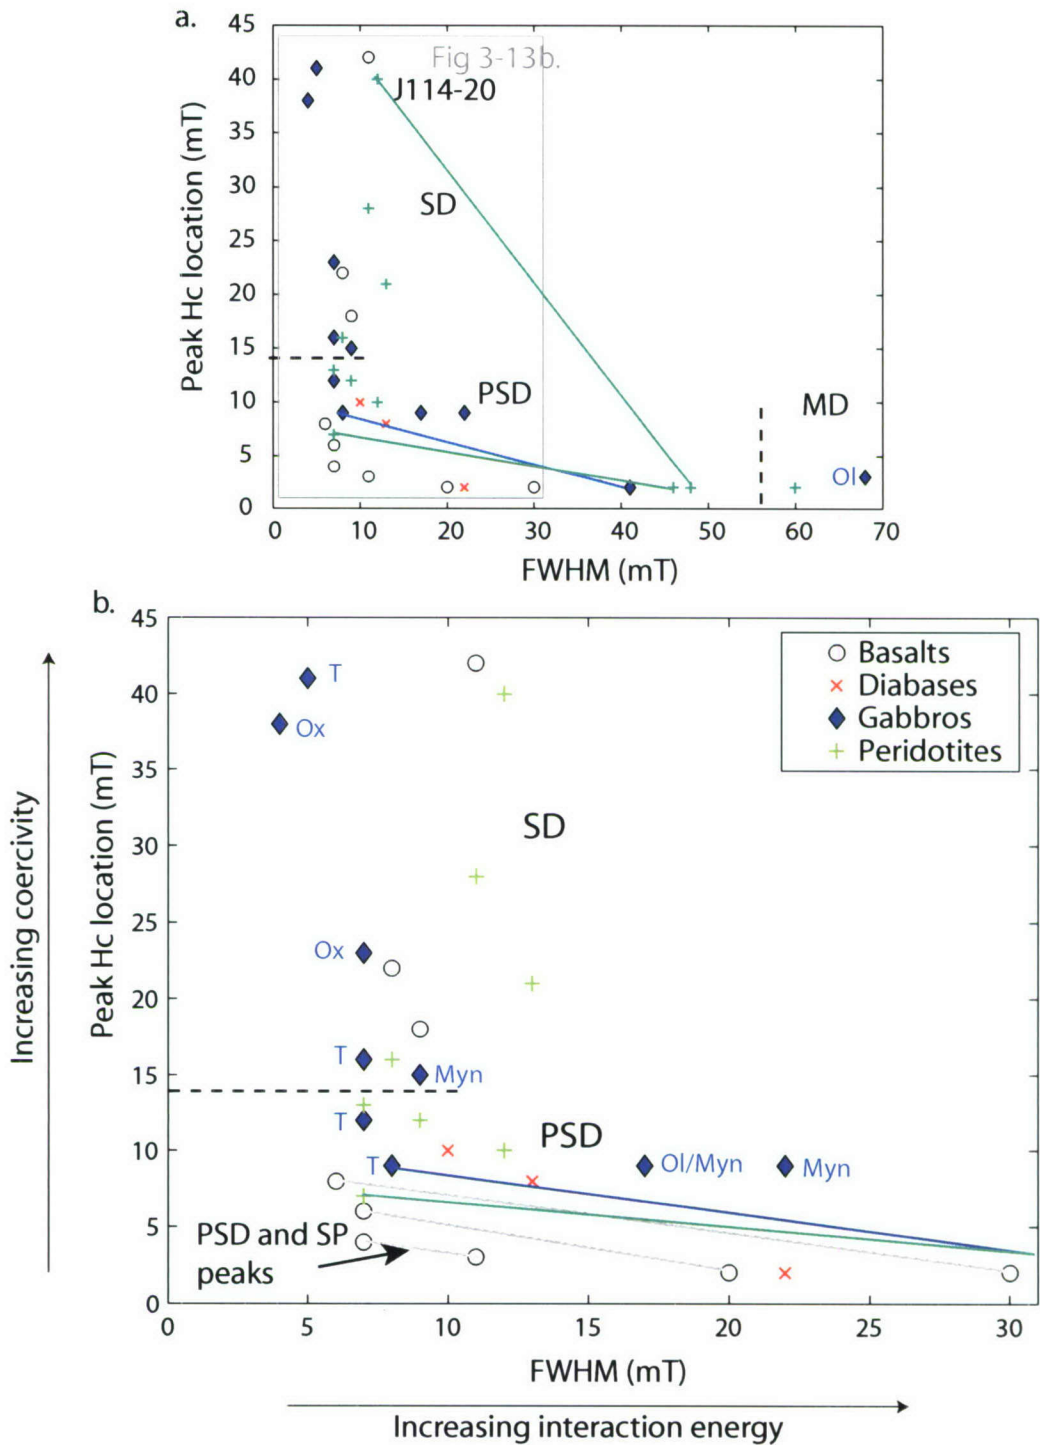 a.
45
40
35
30
25
20
15
10
5
0
Peak Hc location (mT)
Fig 3-13b.
J114-20
SD
PSD
MD
Ol
0 10 20 30 40 50 60 70
FWHM (mT)
b.
45
40
35
30
25
20
15
10
5
0
Increasing coercivity
Peak Hc location (mT)
Basalts
Diabases
Gabbros
Peridotites
T
Ox
SD
Ox
T
Myn
T
PSD
T
Ol/Myn
Myn
PSD and SP
peaks
0 5 10 15 20 25 30
FWHM (mT)
Increasing interaction energy